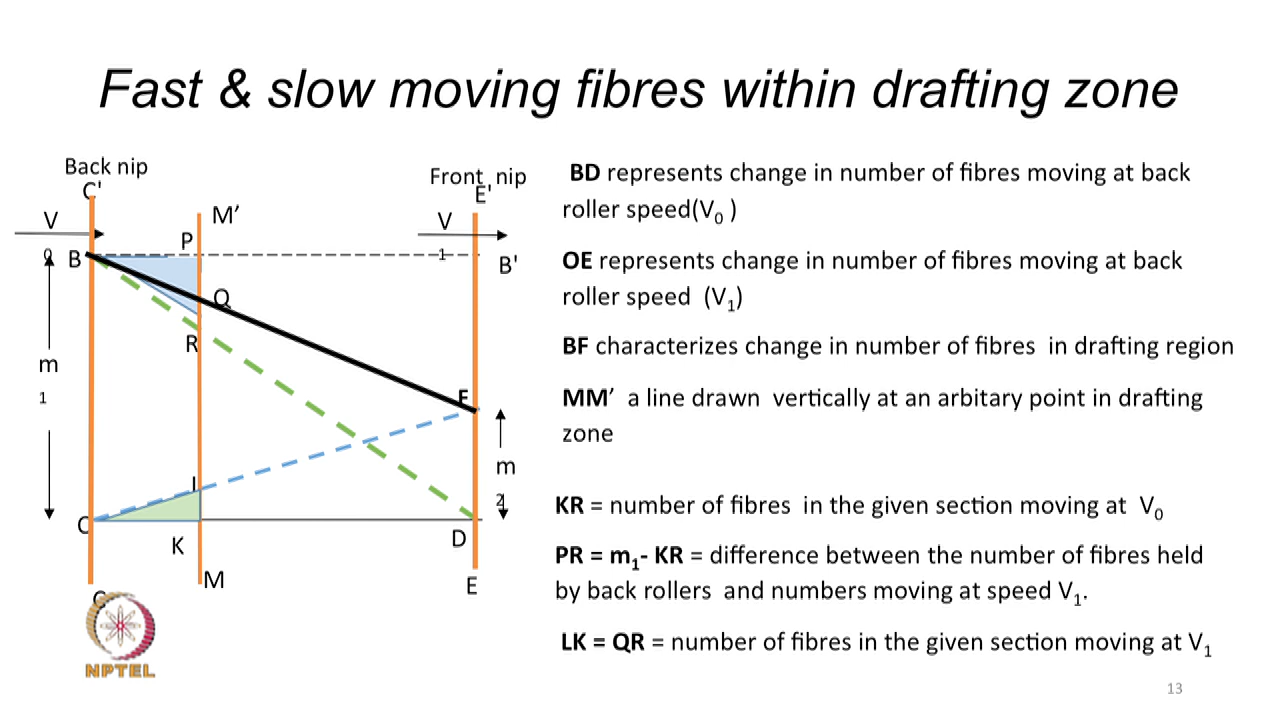 Fast & slow moving fibres within drafting zone
Back nip
C'
Front nip
E'
M’
V
0
V
1
P
B
B'
Q
R
m
1
F
m
2
L
C
K
D
M
E
C
NPTEL
BD represents change in number of fibres moving at back
roller speed(V0 )
OE represents change in number of fibres moving at back
roller speed (V1)
BF characterizes change in number of fibres in drafting region
MM’ a line drawn vertically at an arbitary point in drafting
zone
KR = number of fibres in the given section moving at V0
PR = m1- KR = difference between the number of fibres held
by back rollers and numbers moving at speed V1.
LK = QR = number of fibres in the given section moving at V1
13